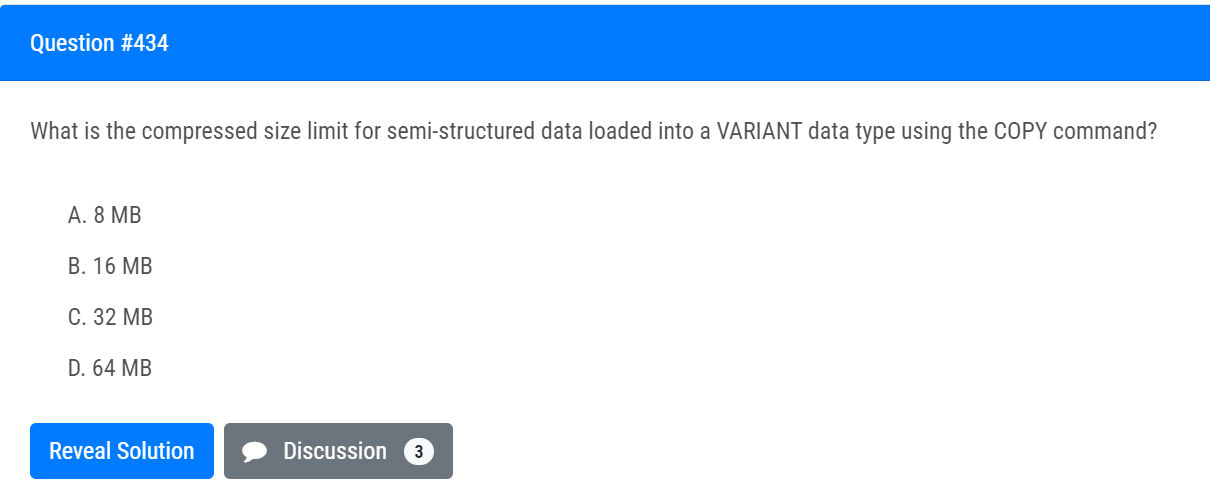 Question #434
What is the compressed size limit for semi-structured data loaded into a VARIANT data type using the COPY command?
A. 8 MB
B. 16 MB
C. 32 MB
D. 64 MB
Reveal Solution Discussion 3